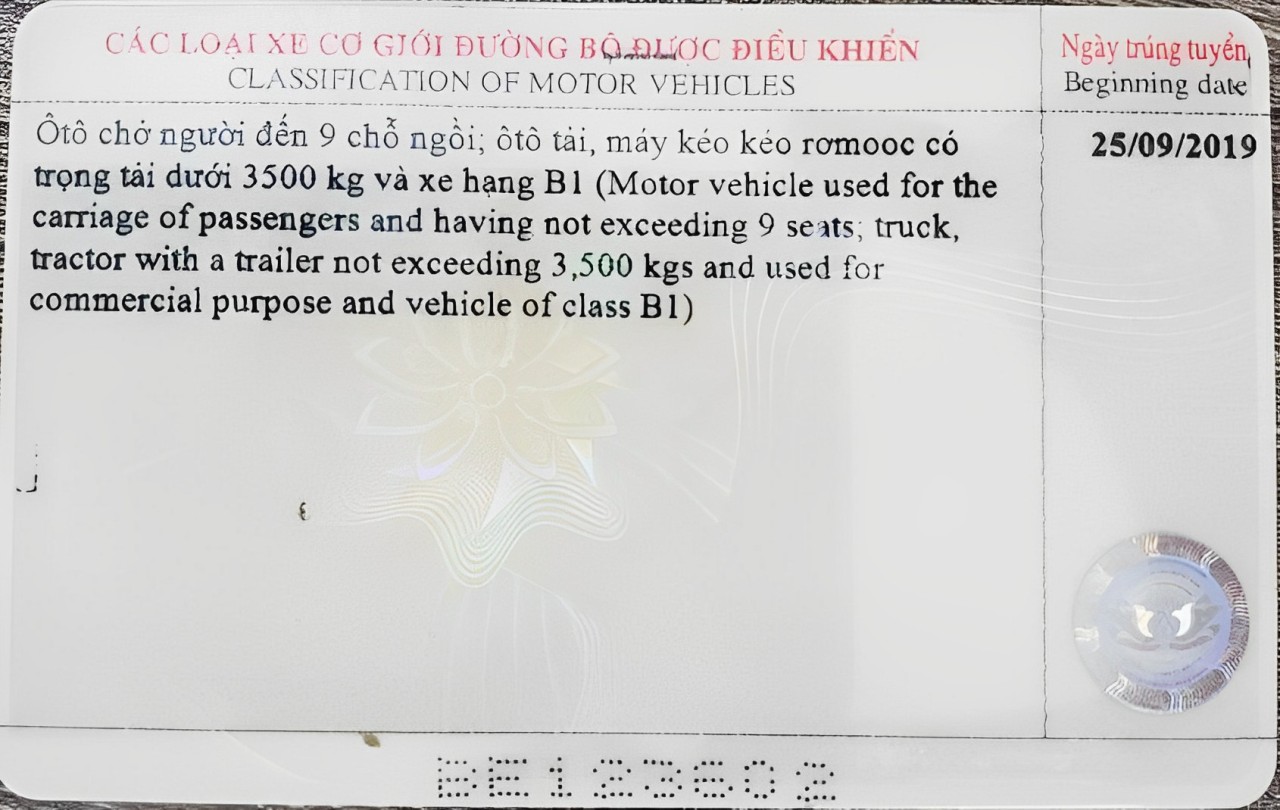 CÁC LOẠI XE CƠ GIỚI ĐƯỜNG BỘ ĐƯỢC ĐIỀU KHIỂN
CLASSIFICATION OF MOTOR VEHICLES
Ngày trúng tuyển
Beginning date
Ôtô chở người đến 9 chỗ ngồi; ôtô tải, máy kéo kéo rơmooc có
trọng tải dưới 3500 kg và xe hạng B1 (Motor vehicle used for the
carriage of passengers and having not exceeding 9 seats; truck,
tractor with a trailer not exceeding 3,500 kgs and used for
commercial purpose and vehicle of class B1)
25/09/2019